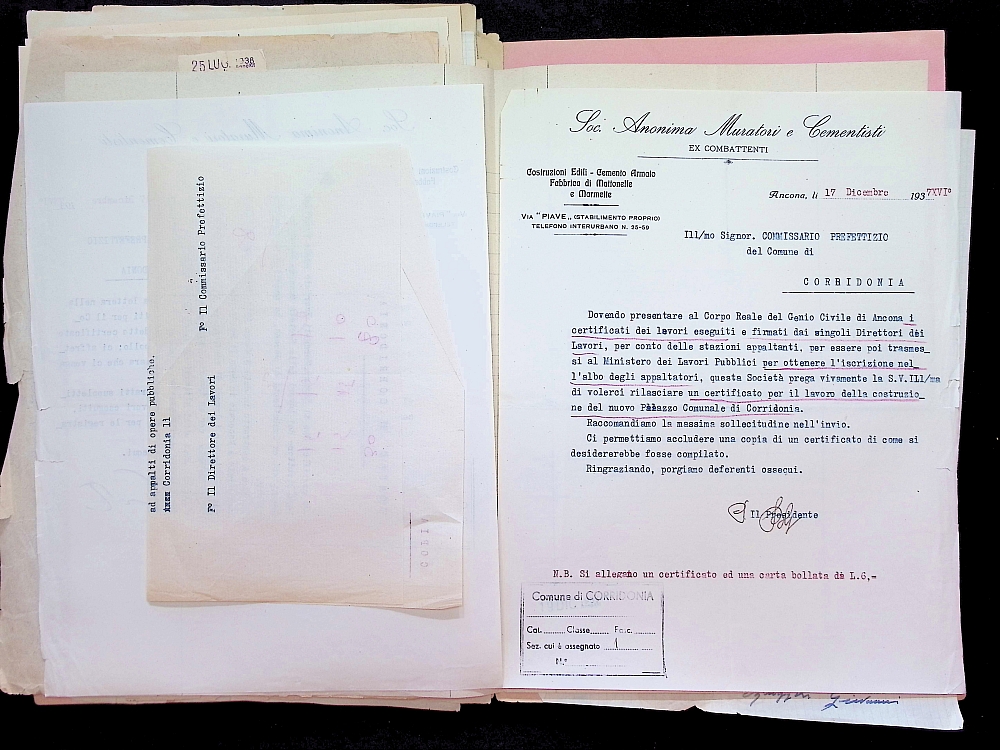 25 LUG. 1938
ad appalti di opere pubbliche.
Corridonia lì
F° Il Direttore dei Lavori
F° Il Commissario Prefettizio
Soc. Anonima Muratori e Cementisti
EX COMBATTENTI
Costruzioni Edili - Cemento Armato
Fabbrica di Mattonelle
e Marmette
VIA "PIAVE„ (STABILIMENTO PROPRIO)
TELEFONO INTERURBANO N. 25-59
Ancona, li 17 Dicembre 1937XVI°
Ill/mo Signor. COMMISSARIO PREFETTIZIO
del Comune di
CORRIDONIA
Dovendo presentare al Corpo Reale del Genio Civile di Ancona i
certificati dei lavori eseguiti e firmati dai singoli Direttori dei
Lavori, per conto delle stazioni appaltanti, per essere poi trasmes_
si al Ministero dei Lavori Pubblici per ottenere l'iscrizione nel_
l'albo degli appaltatori, questa Società prega vivamente la S.V.Ill/ma
di volerci rilasciare un certificato per il lavoro della costruzio_
ne del nuovo Palazzo Comunale di Corridonia.
Raccomandiamo la massima sollecitudine nell'invio.
Ci permettiamo accludere una copia di un certificato di come si
desidererebbe fosse compilato.
Ringraziando, porgiamo deferenti ossequi.
Il Presidente
N.B. Si allegano un certificato ed una carta bollata da L.6,-
Comune di CORRIDONIA
Cat. Classe Fasc.
Sez. cui è assegnato 1
N.°
Giovanni